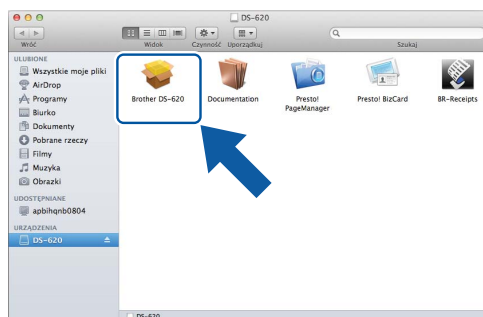 DS-620
Wróć
Widok
Czynność
Uporządkuj
Szukaj
ULUBIONE
Wszystkie moje pliki
AirDrop
Programy
Biurko
Dokumenty
Pobrane rzeczy
Filmy
Muzyka
Obrazki
UDOSTĘPNIANE
apbihqnb0804
URZĄDZENIA
DS-620
Brother DS-620
Documentation
Presto!
PageManager
Presto! BizCard
BR-Receipts
DS-620